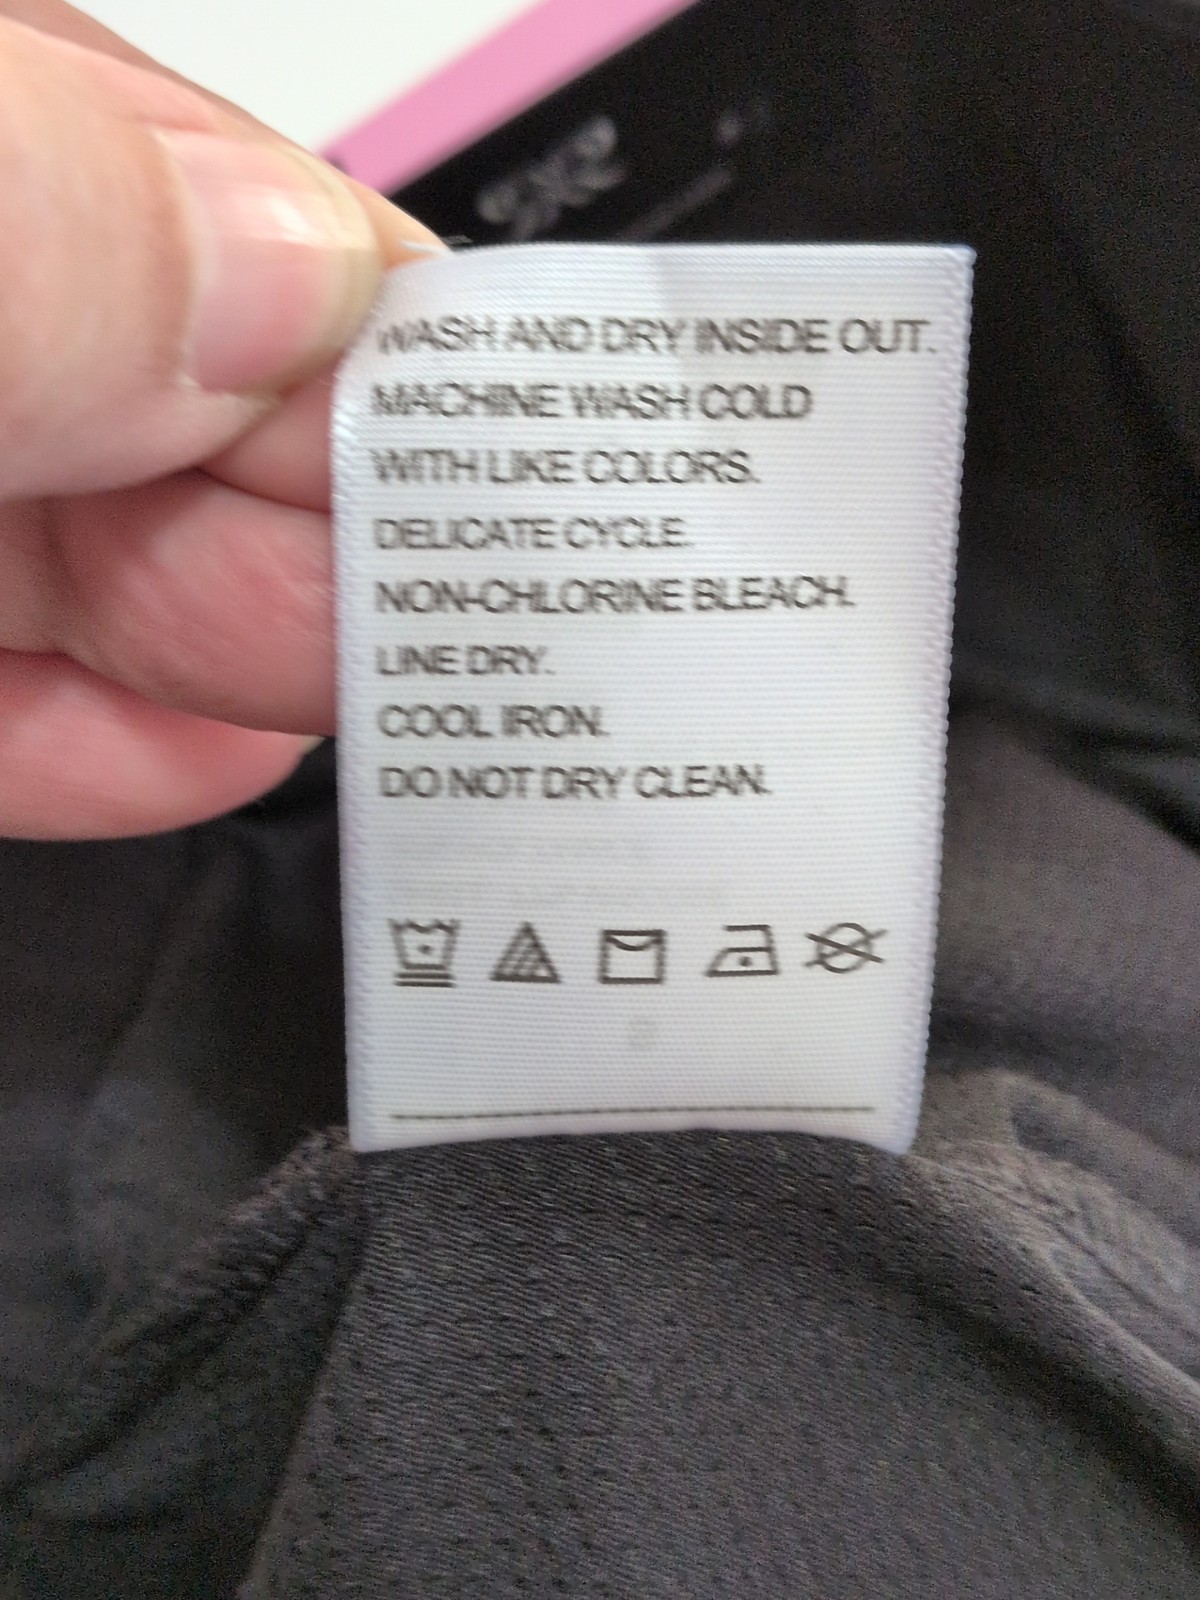 WASH AND DRY INSIDE OUT.
MACHINE WASH COLD
WITH LIKE COLORS.
DELICATE CYCLE.
NON-CHLORINE BLEACH.
LINE DRY.
COOL IRON.
DO NOT DRY CLEAN.